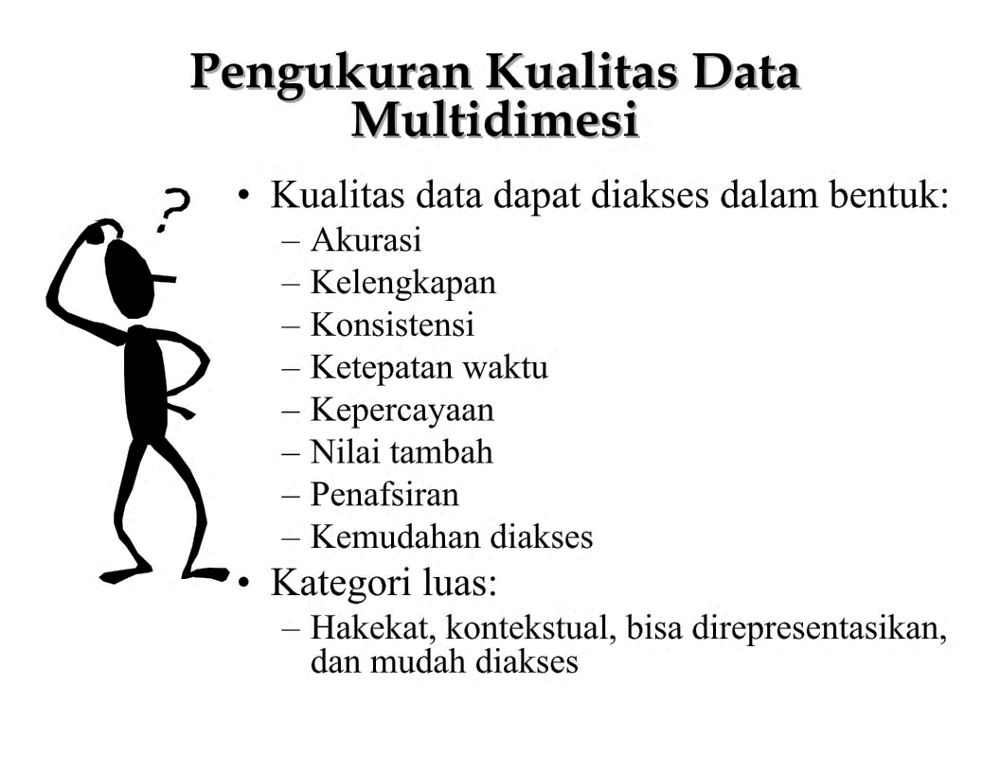 Pengukuran Kualitas Data
Multidimesi
?
• Kualitas data dapat diakses dalam bentuk:
– Akurasi
– Kelengkapan
– Konsistensi
– Ketepatan waktu
– Kepercayaan
– Nilai tambah
– Penafsiran
– Kemudahan diakses
• Kategori luas:
– Hakekat, kontekstual, bisa direpresentasikan,
dan mudah diakses